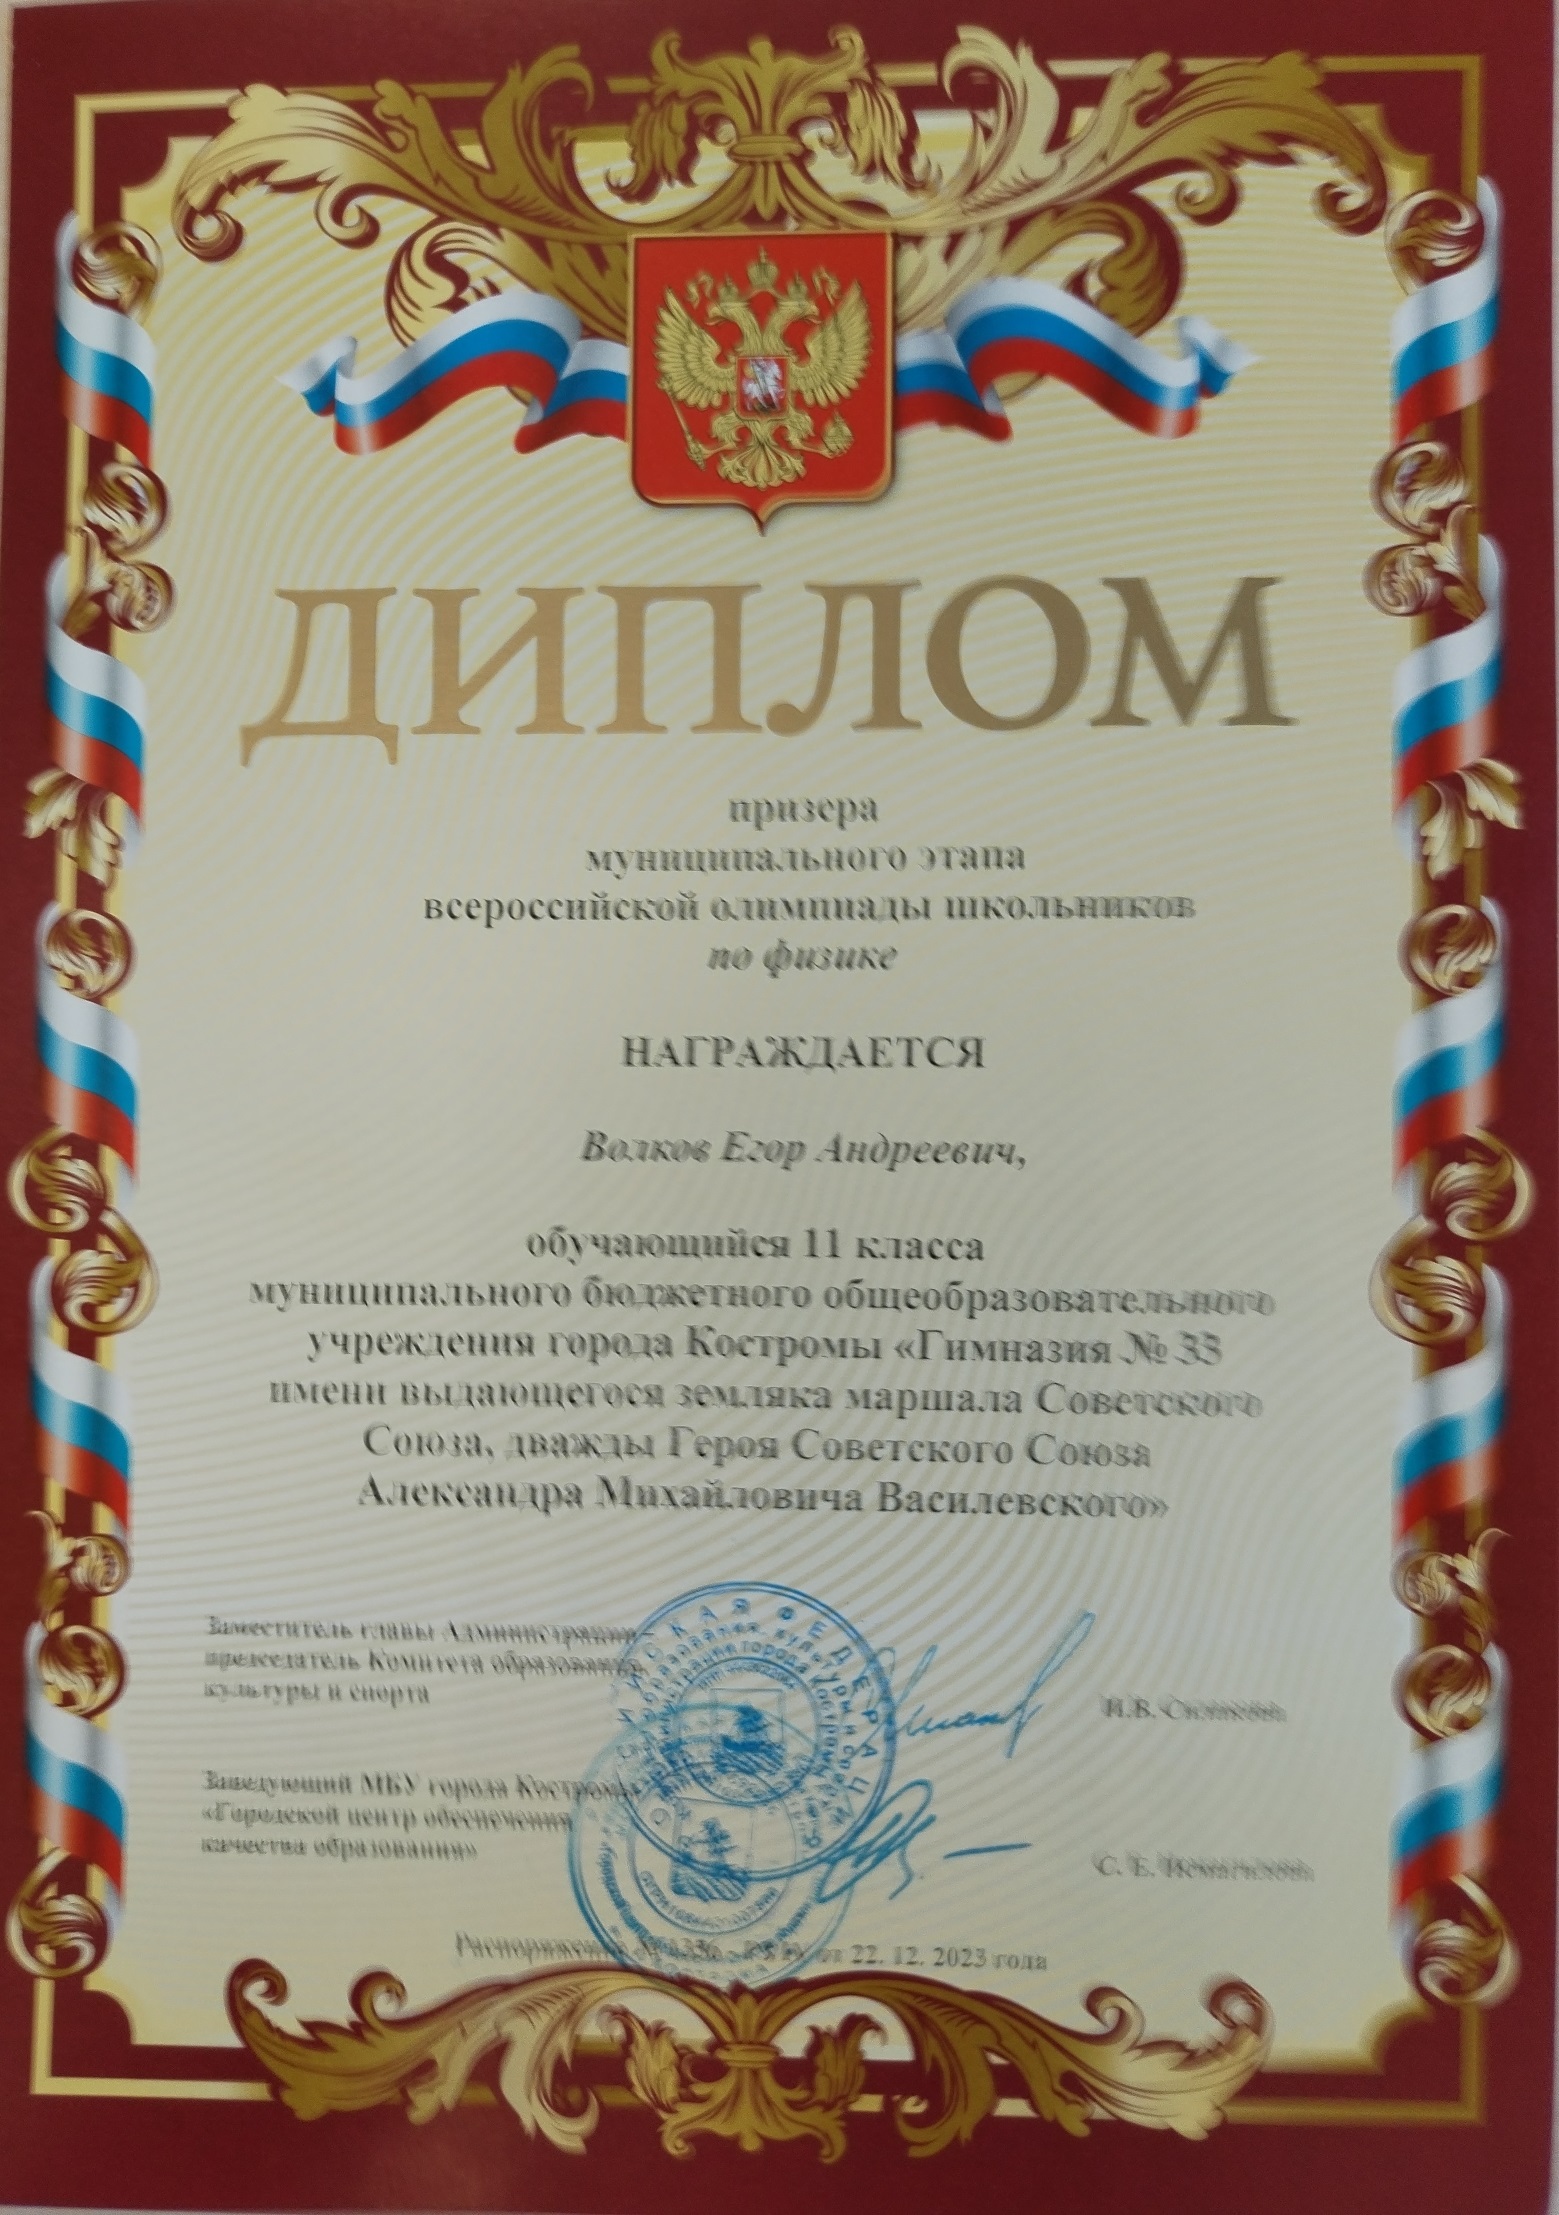 ДИПЛОМ
призера
муниципального этапа
всероссийской олимпиады школьников
по физике
НАГРАЖДАЕТСЯ
Волков Егор Андреевич,
обучающийся 11 класса
муниципального бюджетного общеобразовательного
учреждения города Костромы «Гимназия № 33
имени выдающегося земляка маршала Советского
Союза, дважды Героя Советского Союза
Александра Михайловича Василевского»
Заместитель главы Администрации –
председатель Комитета образования,
культуры и спорта
И.В.
Заведующий МБУ города Костромы
«Городской центр обеспечения
качества образования»
С. Е.
РОССИЙСКАЯ ФЕДЕРАЦИЯ
Распоряжение от 22. 12. 2023 года